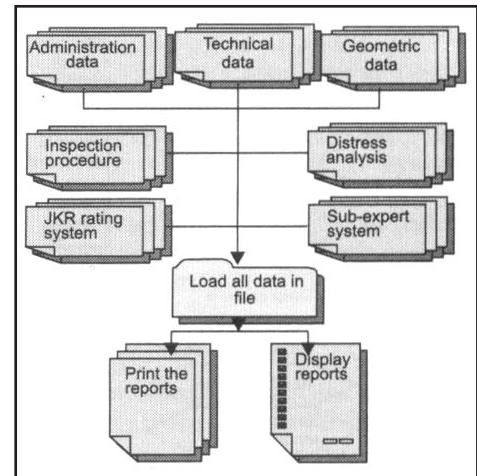 Administration
data
Technical
data
Geometric
data
Inspection
procedure
Distress
analysis
JKR rating
system
Sub-expert
system
Load all data in
file
Print the
reports
Display
reports